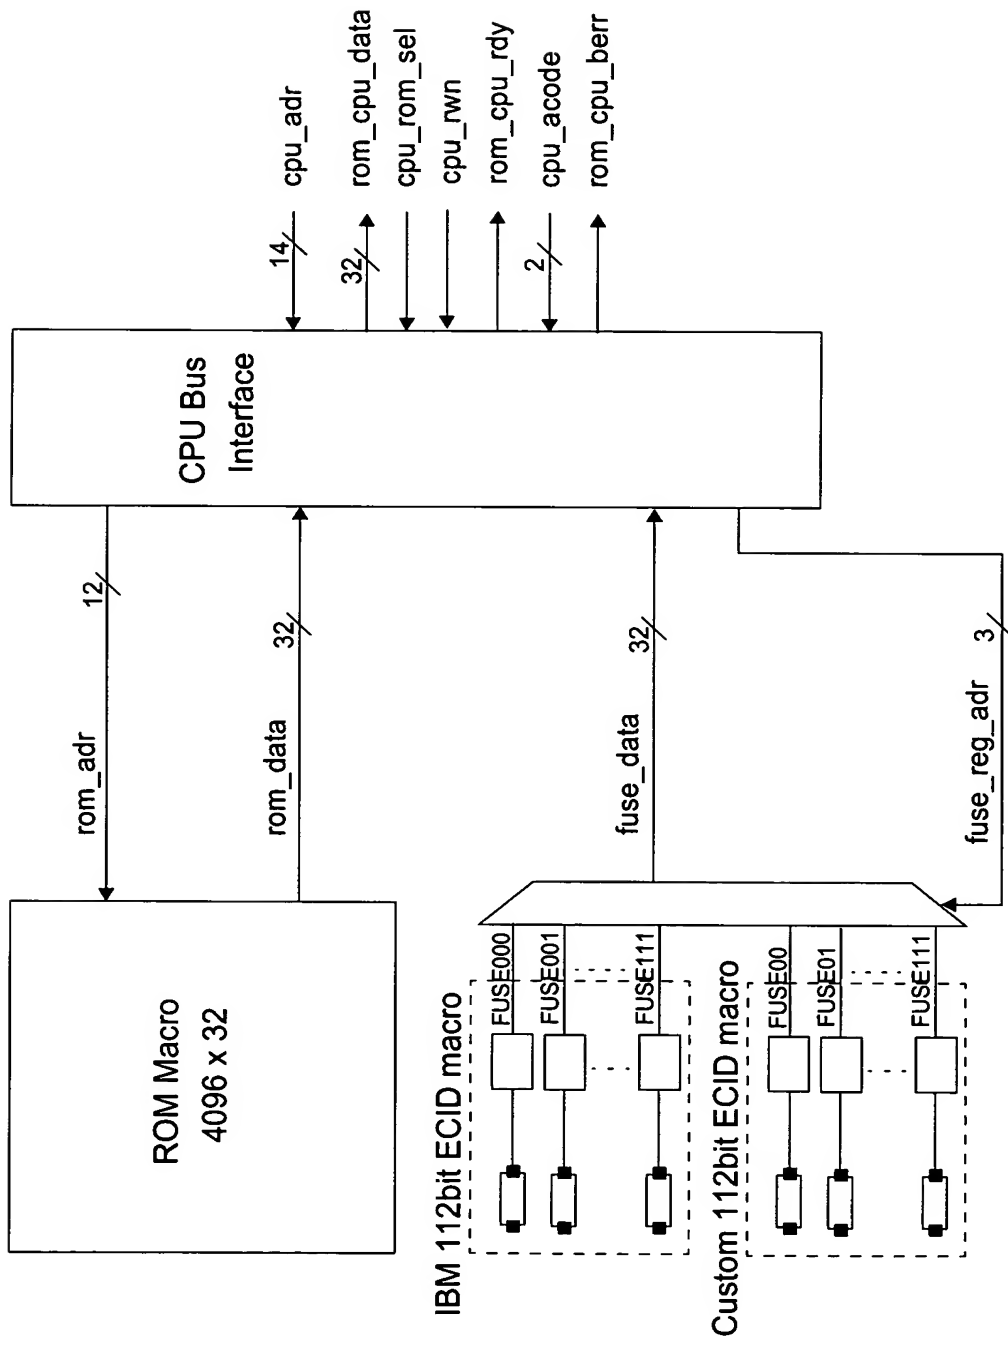 ROM Macro
4096 x 32
rom_adr
12
rom_data
32
CPU Bus
Interface
14
cpu_adr
32
rom_cpu_data
cpu_rom_sel
cpu_rwn
rom_cpu_rdy
2
cpu_acode
rom_cpu_berr
IBM 112bit ECID macro
FUSE000
FUSE001
FUSE111
fuse_data
32
Custom 112bit ECID macro
FUSE00
FUSE01
FUSE111
fuse_reg_adr
3